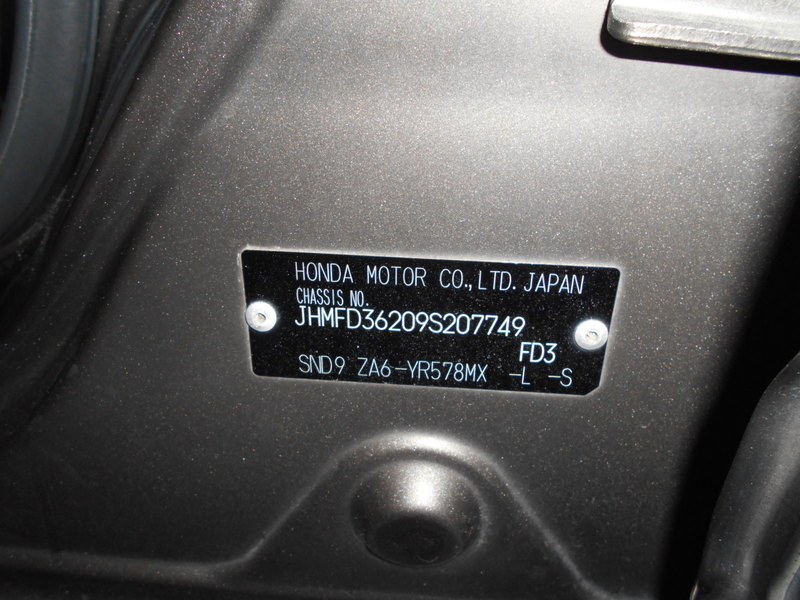 HONDA MOTOR CO.,LTD. JAPAN
CHASSIS NO.
JHMFD36209S207749
FD3
SND9 ZA6-YR578MX -L -S